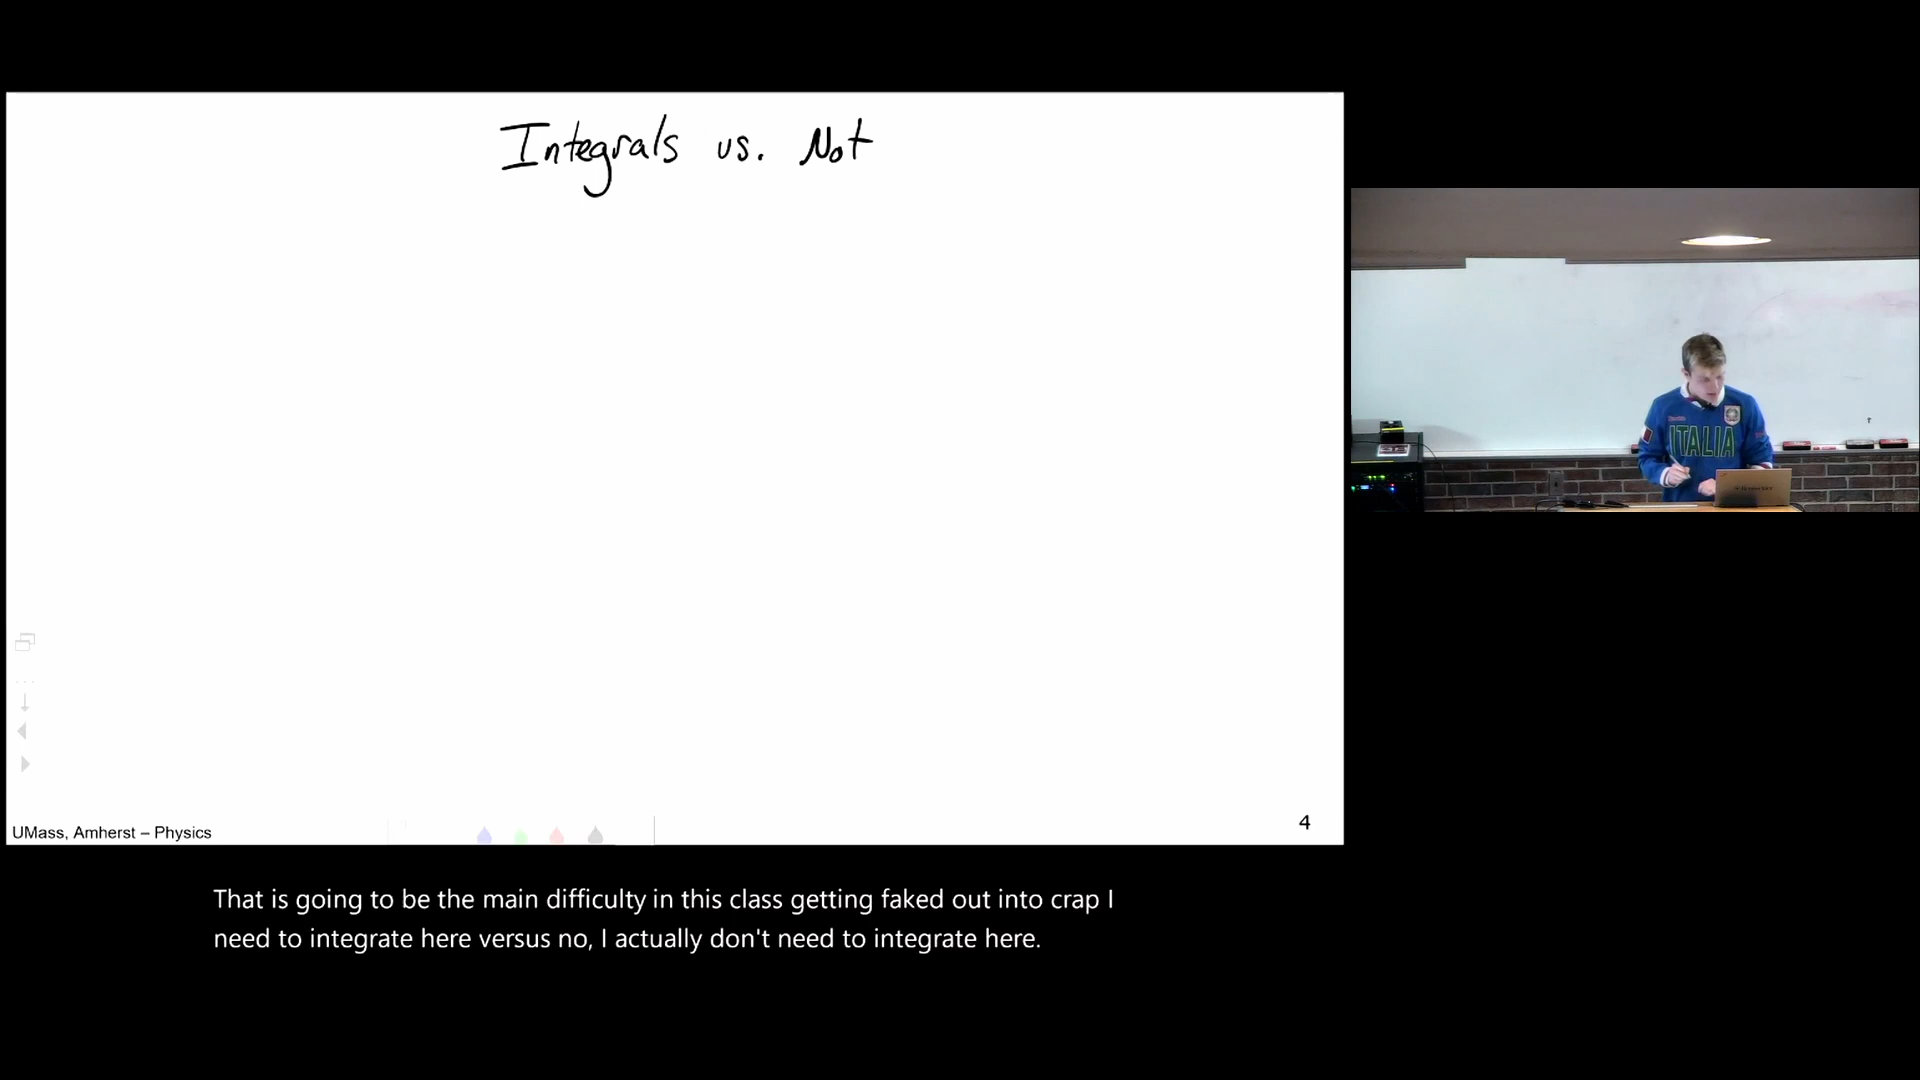 Integrals vs. Not
ITALIA
UMass, Amherst – Physics
4
That is going to be the main difficulty in this class getting faked out into crap I
need to integrate here versus no, I actually don't need to integrate here.